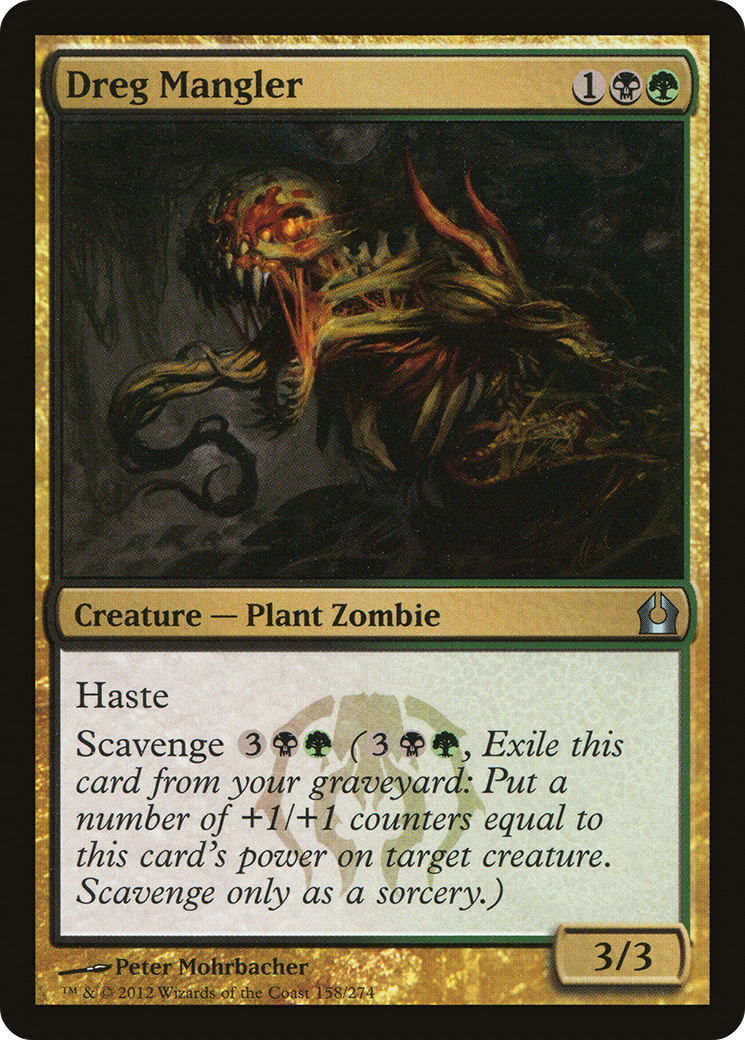 Dreg Mangler 1
Creature — Plant Zombie
Haste
Scavenge 3 (3, Exile this
card from your graveyard: Put a
number of +1/+1 counters equal to
this card's power on target creature.
Scavenge only as a sorcery.)
3/3
Peter Mohrbacher
™ & © 2012 Wizards of the Coast 158/274